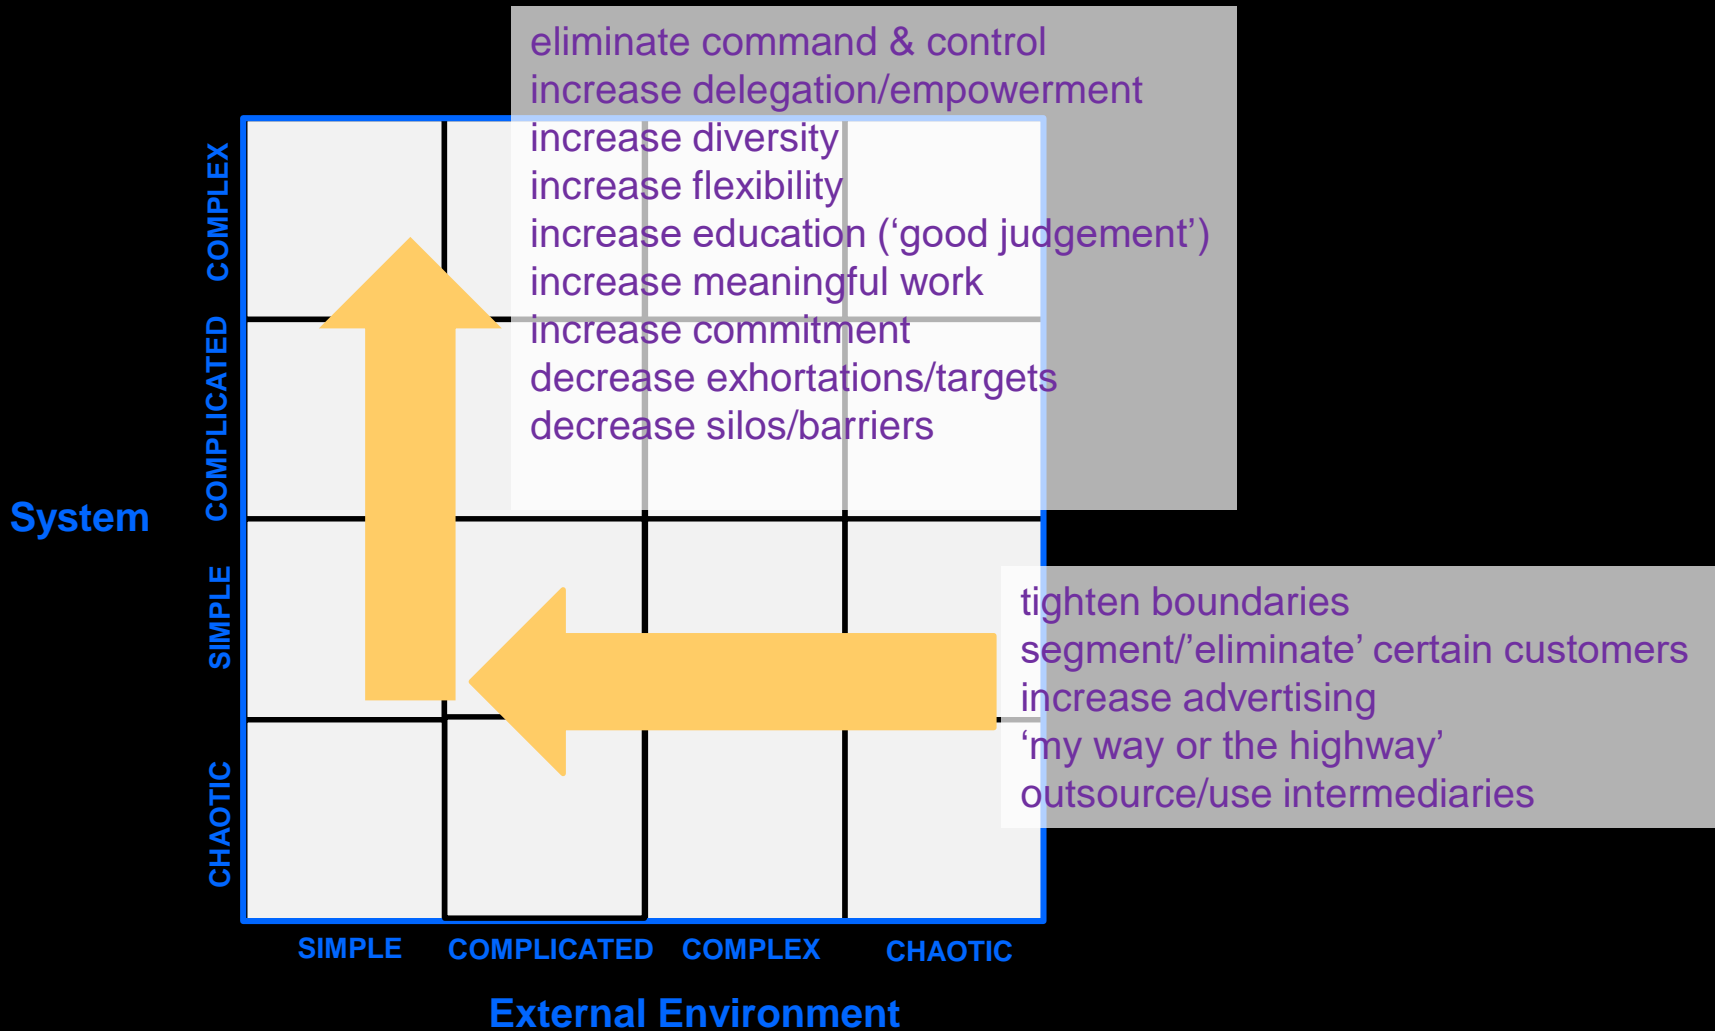 eliminate command & control
increase delegation/empowerment
increase diversity
increase flexibility
increase education (‘good judgement’)
increase meaningful work
increase commitment
decrease exhortations/targets
decrease silos/barriers
COMPLEX
COMPLICATED
System
SIMPLE
CHAOTIC
tighten boundaries
segment/’eliminate’ certain customers
increase advertising
‘my way or the highway’
outsource/use intermediaries
SIMPLE
COMPLICATED
COMPLEX
CHAOTIC
External Environment